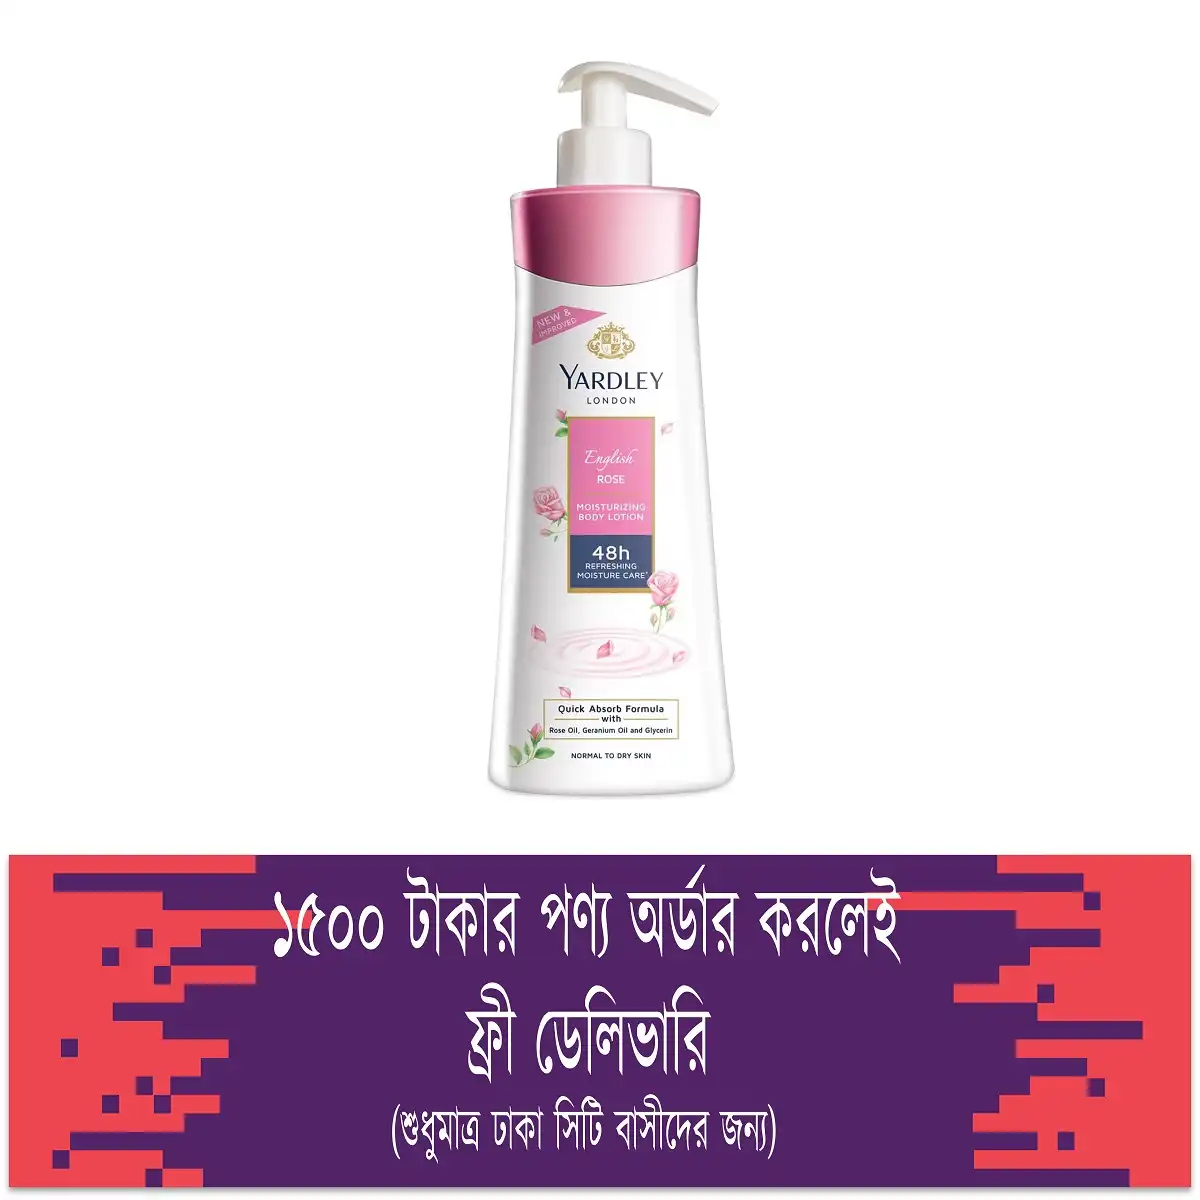 NEW &
IMPROVED
YARDLEY
LONDON
English
ROSE
MOISTURIZING
BODY LOTION
48h
REFRESHING
MOISTURE CARE*
Quick Absorb Formula
with
Rose Oil, Geranium Oil and Glycerin
NORMAL TO DRY SKIN
১৫০০ টাকার পণ্য অর্ডার করলেই
ফ্রী ডেলিভারি
(শুধুমাত্র ঢাকা সিটি বাসীদের জন্য)